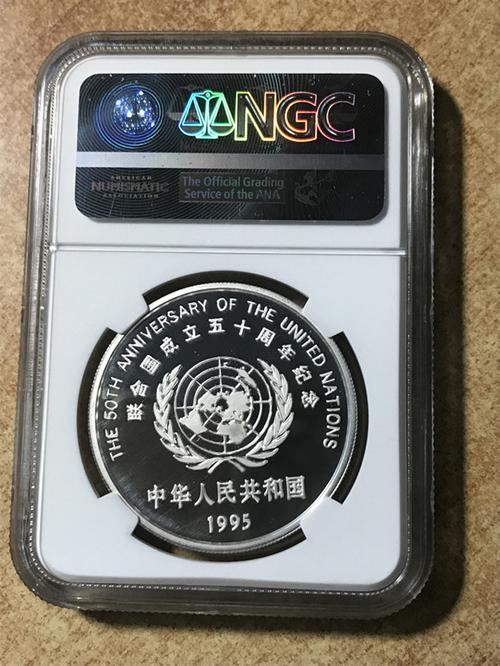 NGC
AMERICAN
NUMISMATIC
ASSOCIATION
The Official Grading
Service of the ANA
THE 50TH ANNIVERSARY OF THE UNITED NATIONS
联合国成立五十周年纪念
中华人民共和国
1995